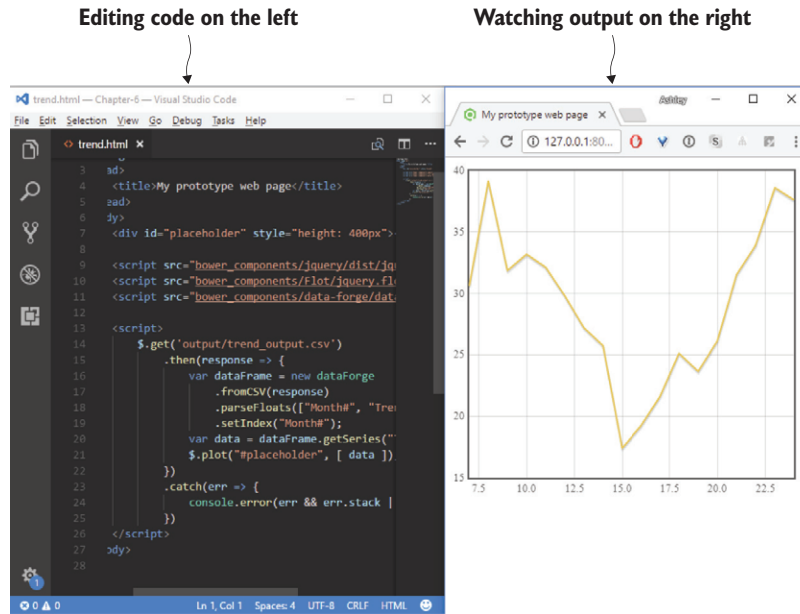 Editing code on the left
Watching output on the right
trend.html — Chapter-6 — Visual Studio Code
File Edit Selection View Go Debug Tasks Help
trend.html
3 ad>
4 <title>My prototype web page</title>
5 ead>
6 dy>
7 <div id="placeholder" style="height: 400px">
8
9 <script src="bower_components/jquery/dist/jq
10 <script src="bower_components/Flot/jquery.fl
11 <script src="bower_components/data-forge/dat
12
13 <script>
14 $.get('output/trend_output.csv')
15 .then(response => {
16 var dataFrame = new dataForge
17 .fromCSV(response)
18 .parseFloats(["Month#", "Tre
19 .setIndex("Month#");
20 var data = dataFrame.getSeries("
21 $.plot("#placeholder", [ data ])
22 })
23 .catch(err => {
24 console.error(err && err.stack |
25 })
26 </script>
27 ody>
28
1
0 0 Ln 1, Col 1 Spaces: 4 UTF-8 CRLF HTML
Ashley
My prototype web page
127.0.0.1:80...
S
40
35
30
25
20
15
7.5 10.0 12.5 15.0 17.5 20.0 22.5